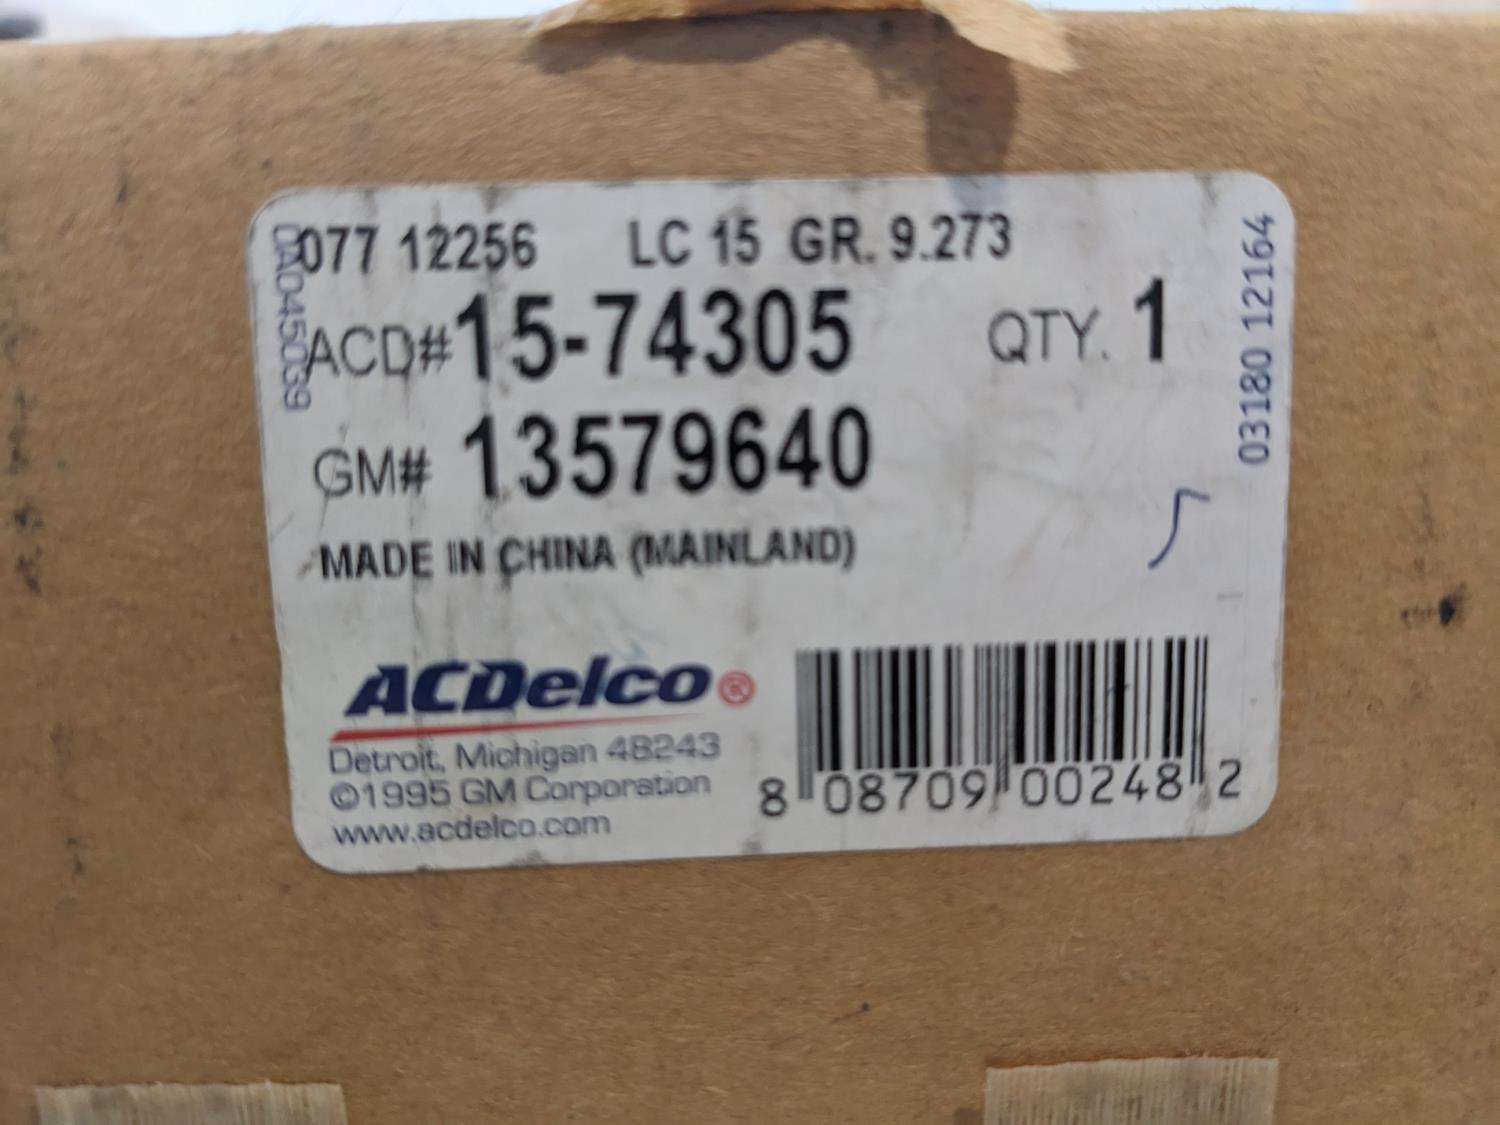 077 12256 LC 15 GR. 9.273
ACD# 15-74305 QTY. 1
GM# 13579640
MADE IN CHINA (MAINLAND)
ACDelco®
Detroit, Michigan 48243
©1995 GM Corporation
www.acdelco.com
8 08709 00248 2
DA045039
03180 12164